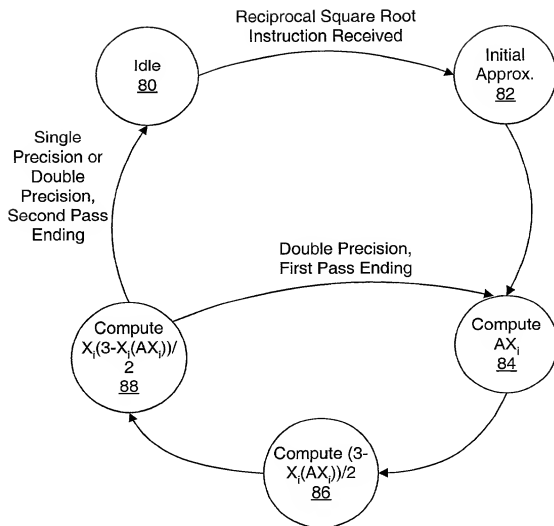 Reciprocal Square Root
Instruction Received
Idle
80
Initial
Approx.
82
Single
Precision or
Double
Precision,
Second Pass
Ending
Double Precision,
First Pass Ending
Compute
Xi(3-Xi(AXi))/
2
88
Compute
AXi
84
Compute (3-
Xi(AXi))/2
86